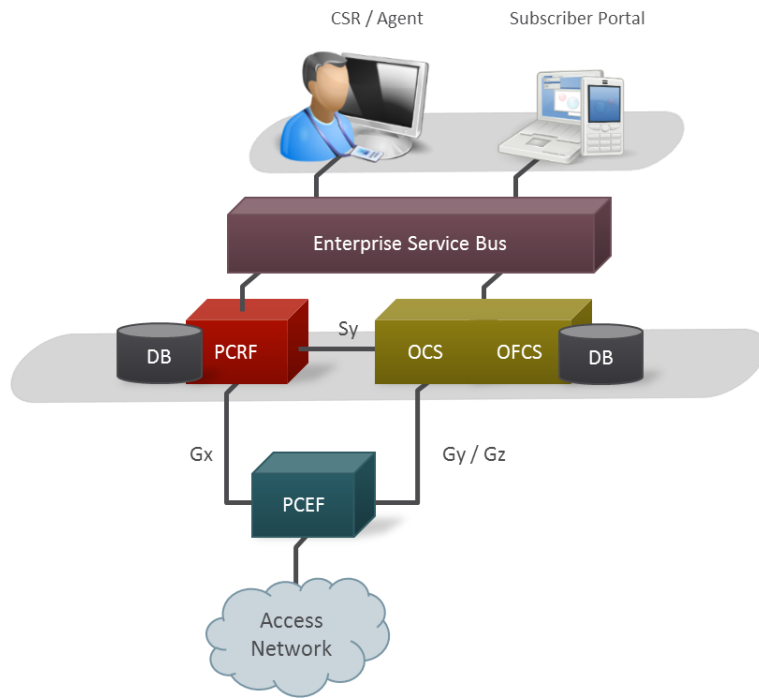 CSR / Agent
Subscriber Portal
Enterprise Service Bus
DB
PCRF
Sy
OCS
OFCS
DB
Gx
Gy / Gz
PCEF
Access
Network